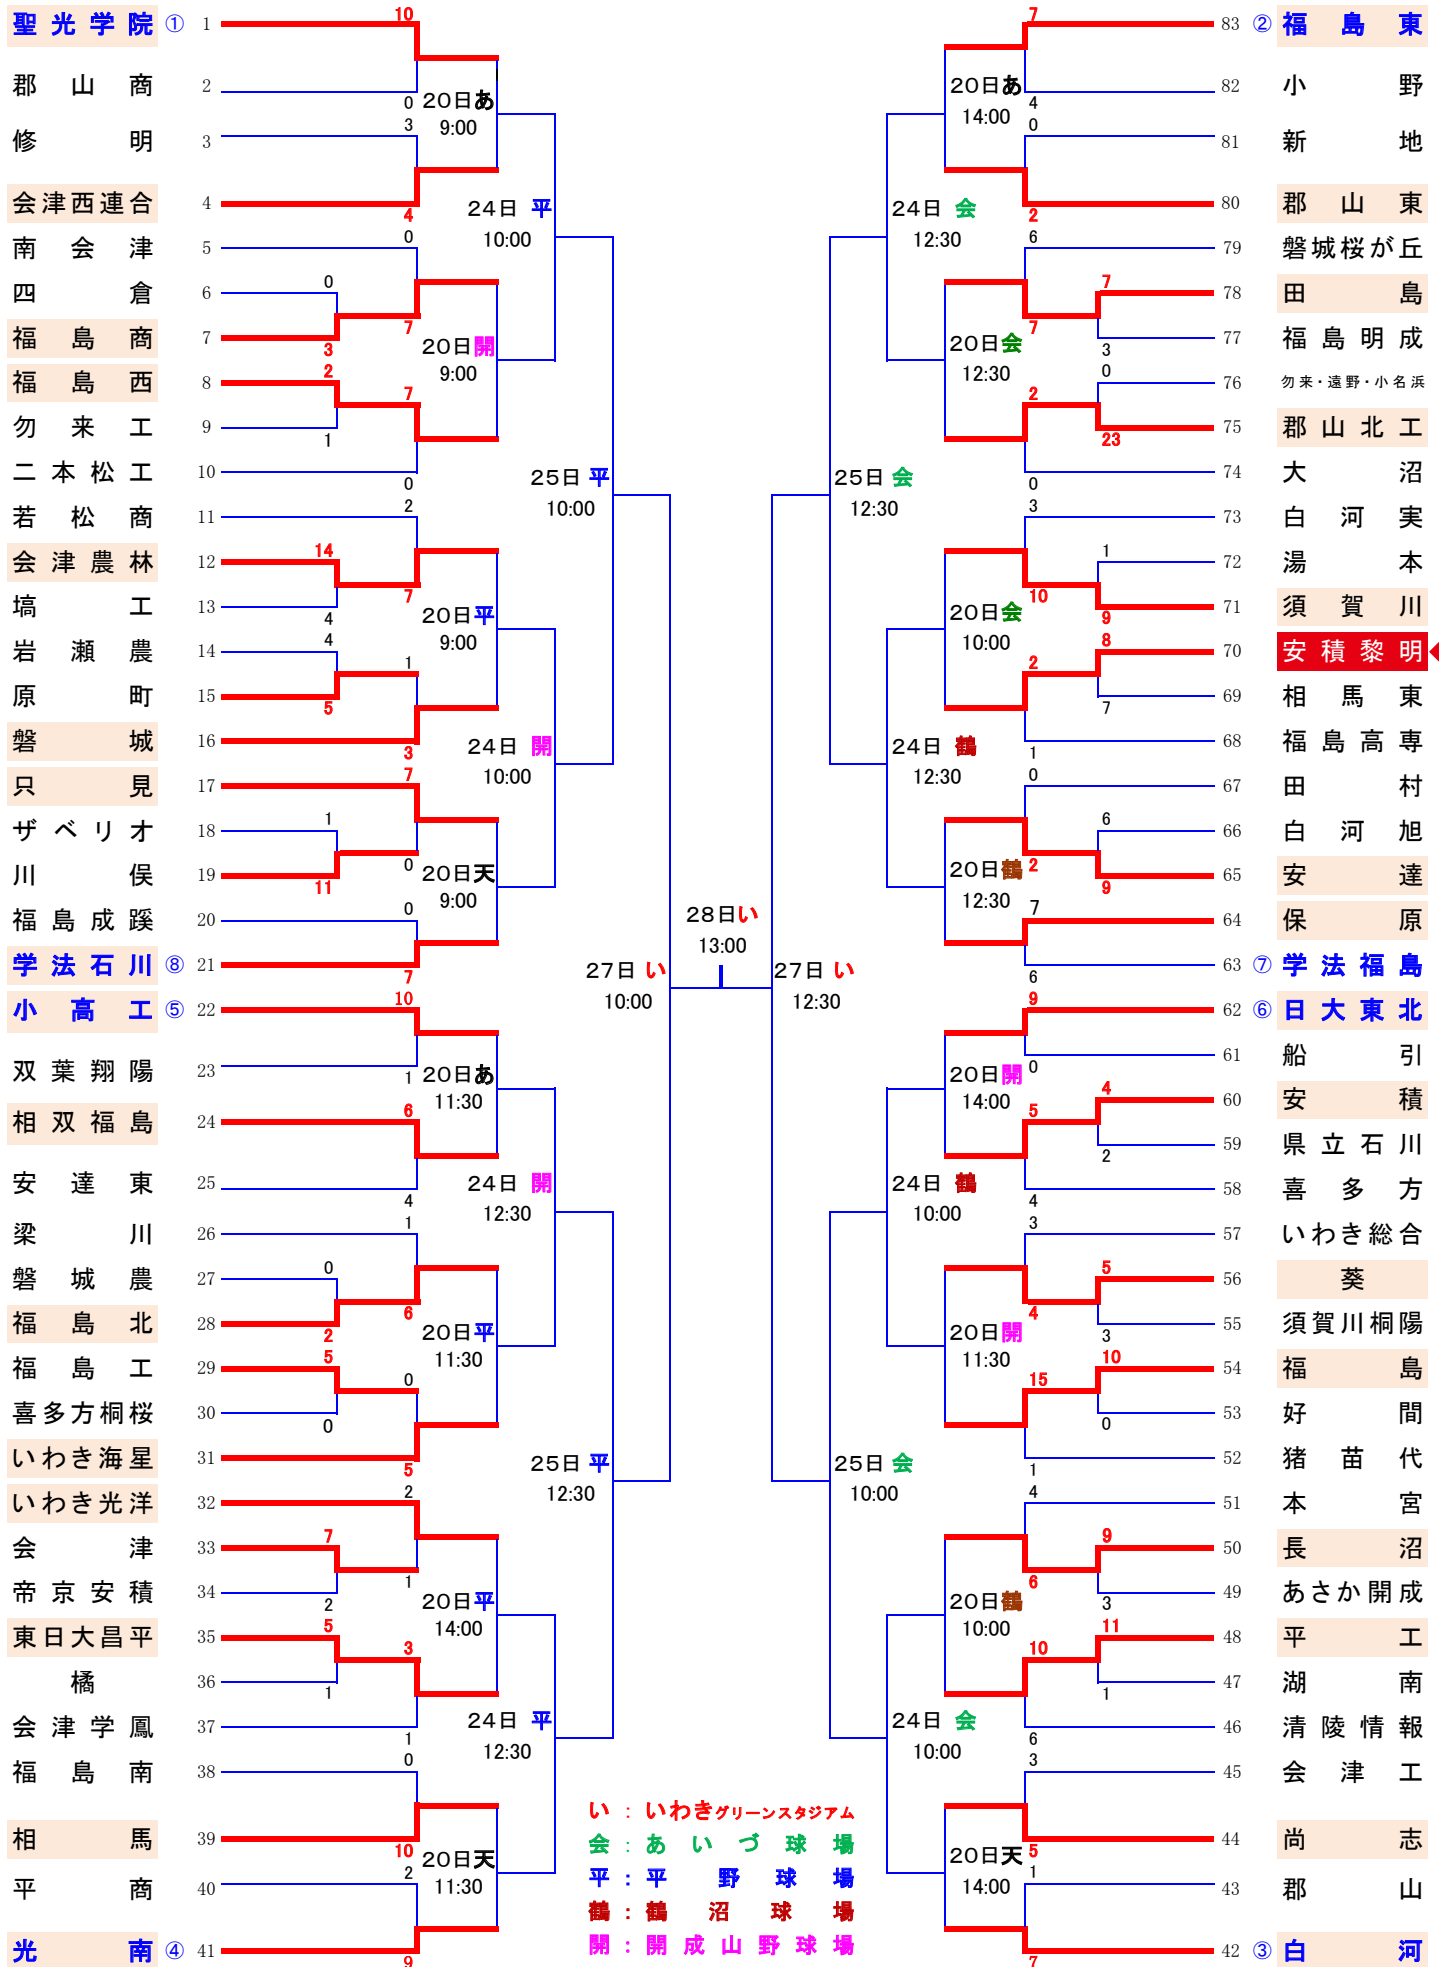 聖光学院 ① 1 10
郡山商 2 0
20日あ
9:00
修明 3 3
会津西連合 4 4
24日 平
10:00
南会津 5 0
四倉 6 0
福島商 7 3 7
20日開
9:00
福島西 8 2 7
勿来工 9 1
二本松工 10 0
25日 平
10:00
若松商 11 2
会津農林 12 14 7
塙工 13 4
20日平
9:00
岩瀬農 14 4
原町 15 5 1
磐城 16 3
24日 開
10:00
只見 17 7
ザベリオ 18 1
川俣 19 11 0
20日天
9:00
福島成蹊 20 0
学法石川 ⑧ 21 7
27日 い
10:00
小高工 ⑤ 22 10
双葉翔陽 23 1
20日あ
11:30
相双福島 24 6
安達東 25 4
24日 開
12:30
梁川 26 1
磐城農 27 0
福島北 28 2 6
20日平
11:30
福島工 29 5 0
喜多方桐桜 30 0
いわき海星 31 5
25日 平
12:30
いわき光洋 32 2
会津 33 7 1
帝京安積 34 2
20日平
14:00
東日大昌平 35 5 3
橘 36 1
会津学鳳 37 1
24日 平
12:30
福島南 38 0
相馬 39 10
20日天
11:30
平商 40 2
光南 ④ 41 9
28日い
13:00
7 83 ② 福島東
4 82 小野
20日あ
14:00
0 81 新地
2 80 郡山東
24日 会
12:30
6 79 磐城桜が丘
7 7 78 田島
3 77 福島明成
20日会
12:30
0 76 勿来・遠野・小名浜
2 23 75 郡山北工
0 74 大沼
25日 会
12:30
3 73 白河実
1 72 湯本
10 9 71 須賀川
20日会
10:00
2 8 70 安積黎明
7 69 相馬東
1 68 福島高専
24日 鶴
12:30
0 67 田村
6 66 白河旭
2 9 65 安達
20日鶴
12:30
7 64 保原
6 63 ⑦ 学法福島
27日 い
12:30
9 62 ⑥ 日大東北
0 61 船引
20日開
14:00
5 4 60 安積
2 59 県立石川
4 58 喜多方
24日 鶴
10:00
3 57 いわき総合
4 5 56 葵
3 55 須賀川桐陽
20日開
11:30
15 10 54 福島
0 53 好間
1 52 猪苗代
25日 会
10:00
4 51 本宮
6 9 50 長沼
3 49 あさか開成
20日鶴
10:00
10 11 48 平工
1 47 湖南
6 46 清陵情報
24日 会
10:00
3 45 会津工
5 44 尚志
20日天
14:00
1 43 郡山
7 42 ③ 白河
い：いわきグリーンスタジアム
会：あいづ球場
平：平野球場
鶴：鶴沼球場
開：開成山野球場